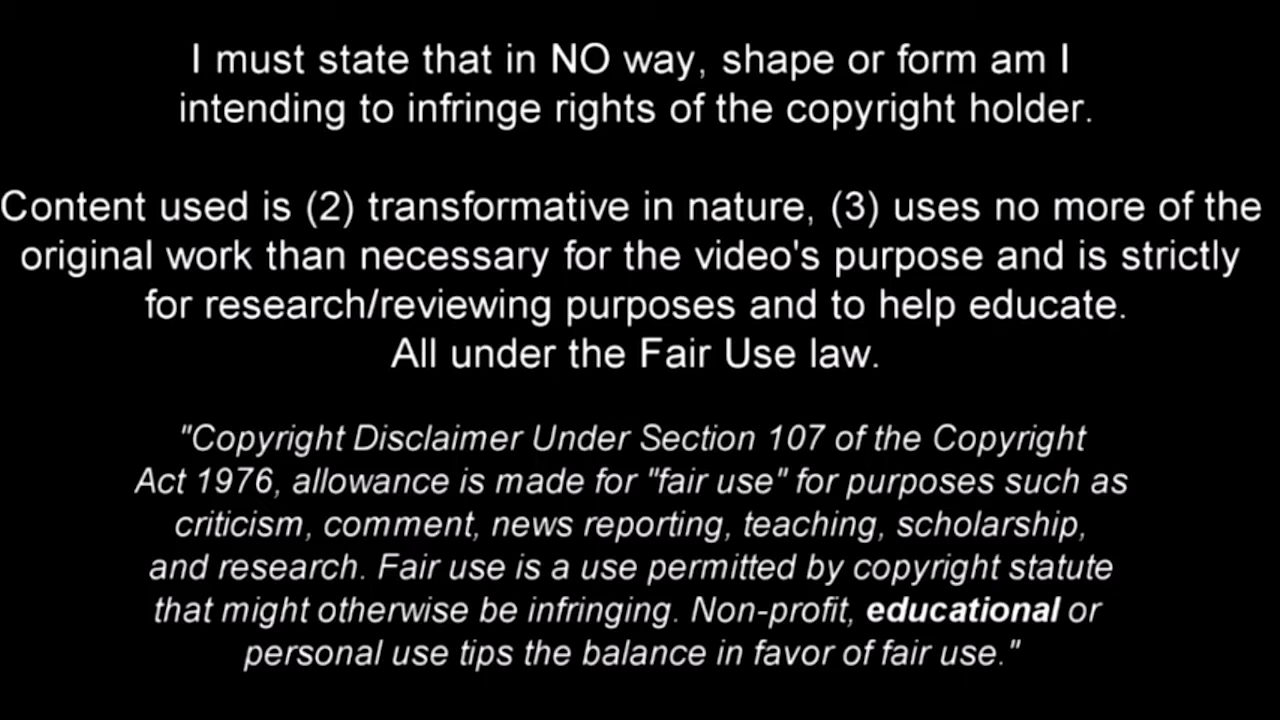 I must state that in NO way, shape or form am I
intending to infringe rights of the copyright holder.
Content used is (2) transformative in nature, (3) uses no more of the
original work than necessary for the video's purpose and is strictly
for research/reviewing purposes and to help educate.
All under the Fair Use law.
"Copyright Disclaimer Under Section 107 of the Copyright
Act 1976, allowance is made for "fair use" for purposes such as
criticism, comment, news reporting, teaching, scholarship,
and research. Fair use is a use permitted by copyright statute
that might otherwise be infringing. Non-profit, educational or
personal use tips the balance in favor of fair use."